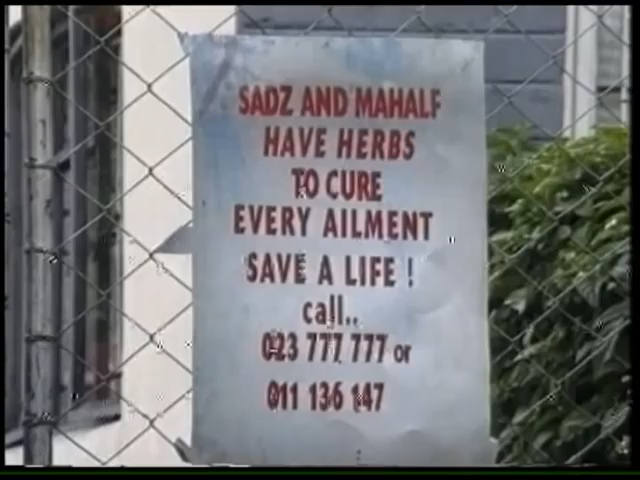 SADZ AND MAHALF
HAVE HERBS
TO CURE
EVERY AILMENT
SAVE A LIFE !
call..
023 777 777 or
011 136 147